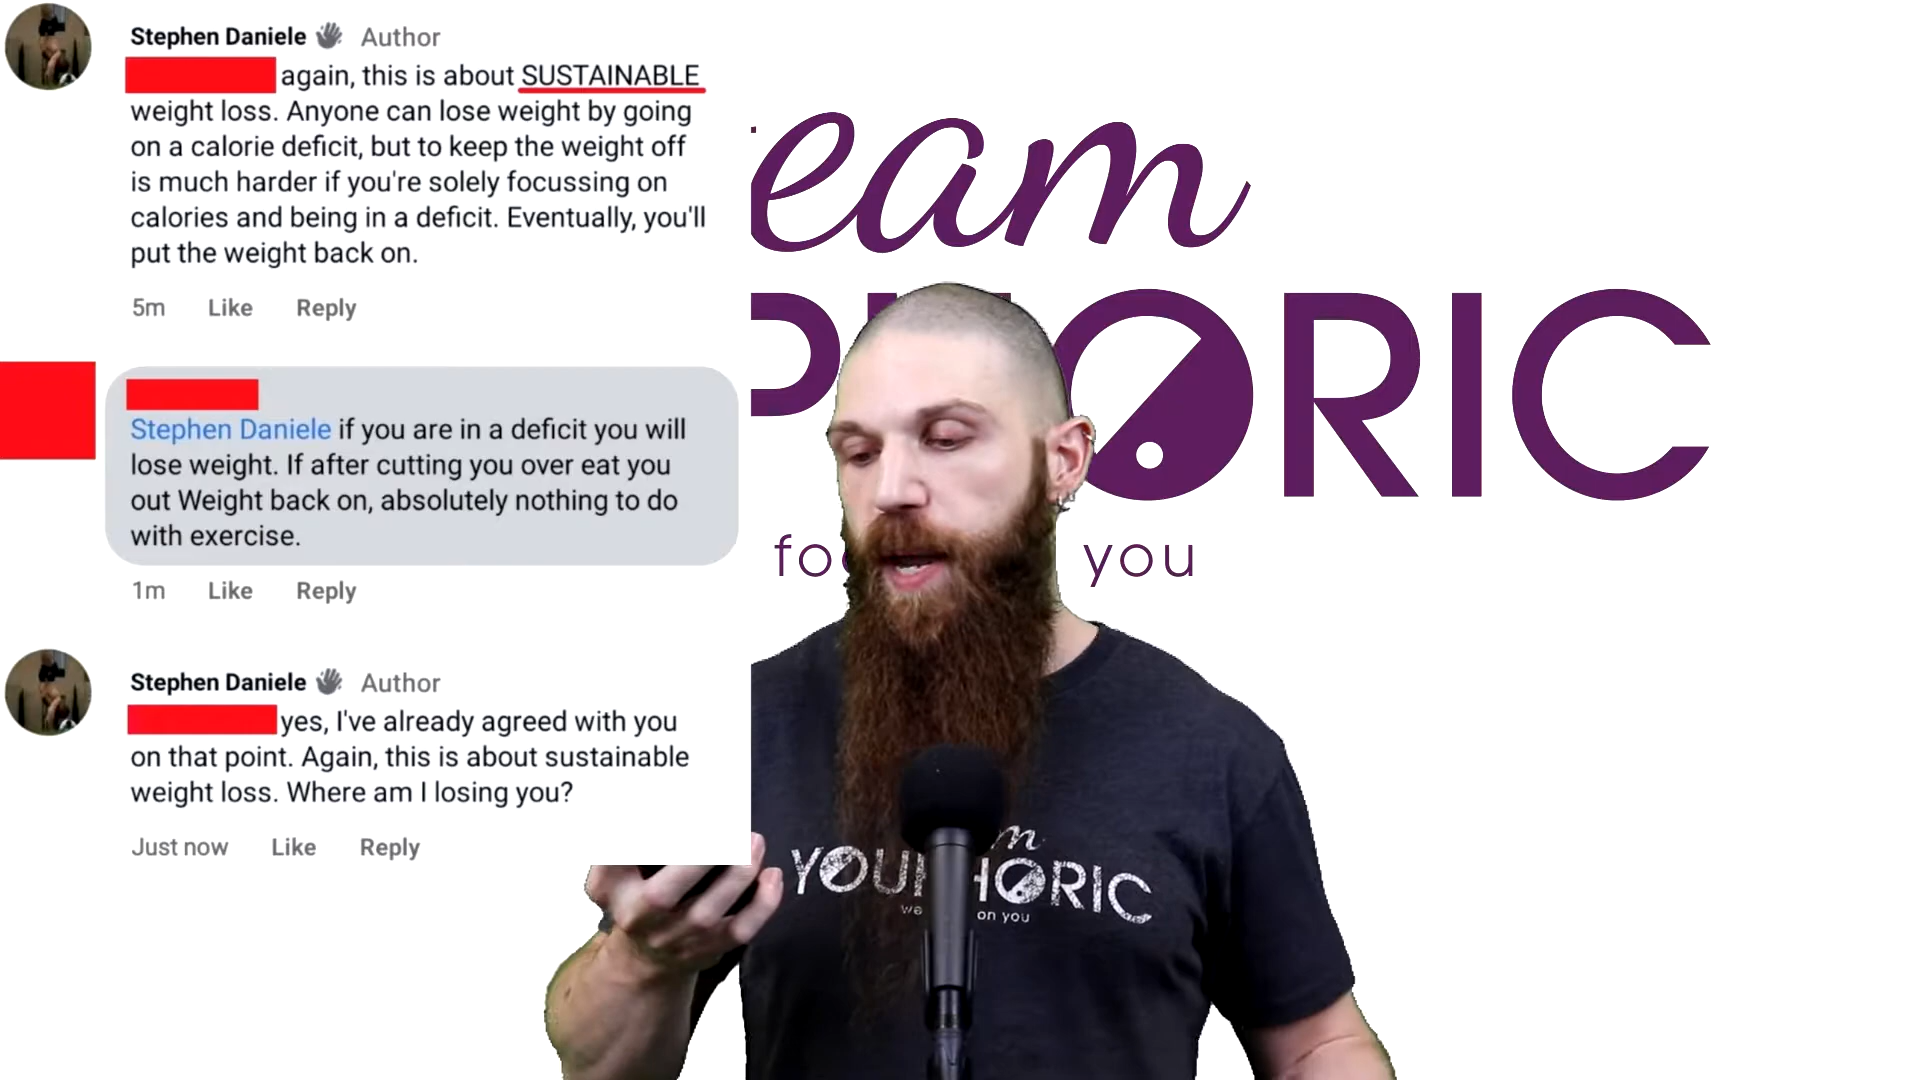 Stephen Daniele Author
again, this is about SUSTAINABLE
weight loss. Anyone can lose weight by going
on a calorie deficit, but to keep the weight off
is much harder if you're solely focussing on
calories and being in a deficit. Eventually, you'll
put the weight back on.
5m Like Reply
Stephen Daniele if you are in a deficit you will
lose weight. If after cutting you over eat you
out Weight back on, absolutely nothing to do
with exercise.
1m Like Reply
Stephen Daniele Author
yes, I've already agreed with you
on that point. Again, this is about sustainable
weight loss. Where am I losing you?
Just now Like Reply
eam
PHORIC
fo you
m
YOUPHORIC
we on you